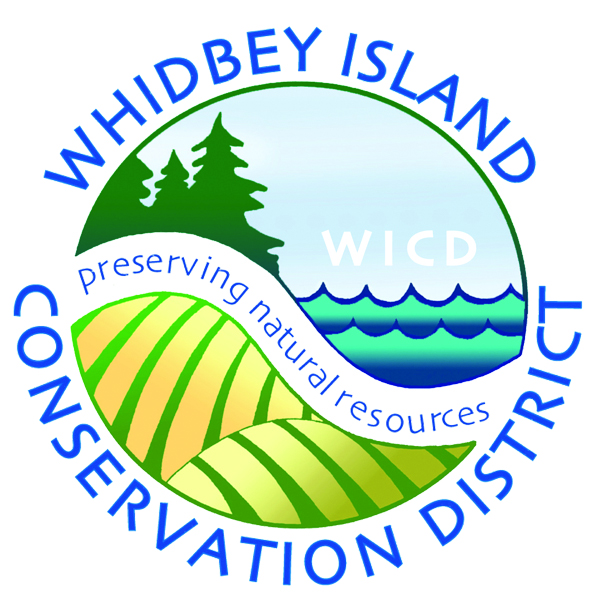 WHIDBEY ISLAND
WICD
preserving natural resources
CONSERVATION DISTRICT